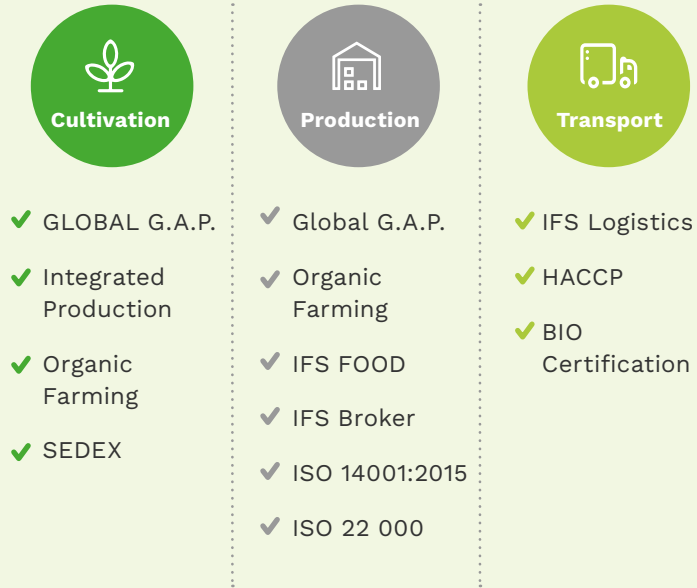 Cultivation
GLOBAL G.A.P.
Integrated
Production
Organic
Farming
SEDEX
Production
Global G.A.P.
Organic
Farming
IFS FOOD
IFS Broker
ISO 14001:2015
ISO 22 000
Transport
IFS Logistics
HACCP
BIO
Certification